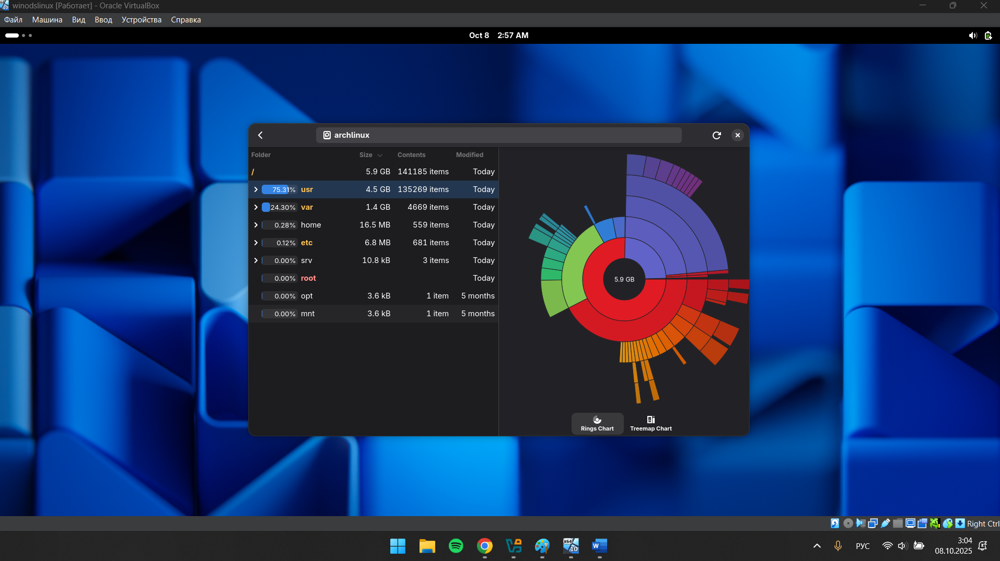 winodslinux [Работает] - Oracle VirtualBox
Файл Машина Вид Ввод Устройства Справка
Oct 8 2:57 AM
archlinux
Folder Size Contents Modified
/ 5.9 GB 141185 items Today
75.31% usr 4.5 GB 135269 items Today
24.30% var 1.4 GB 4669 items Today
0.28% home 16.5 MB 559 items Today
0.12% etc 6.8 MB 681 items Today
0.00% srv 10.8 kB 3 items Today
0.00% root Today
0.00% opt 3.6 kB 1 item 5 months
0.00% mnt 3.6 kB 1 item 5 months
5.9 GB
Rings Chart Treemap Chart
Right Ctrl
x64 10
W
РУС
3:04
08.10.2025